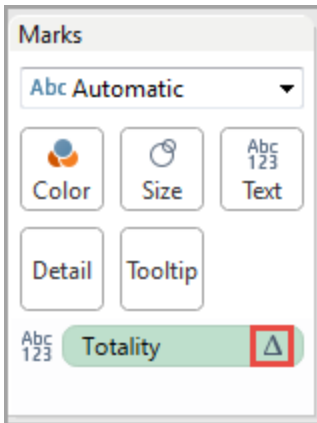 Marks
Abc Automatic
Abc
123
Color Size Text
Detail Tooltip
Abc
123
Totality Δ